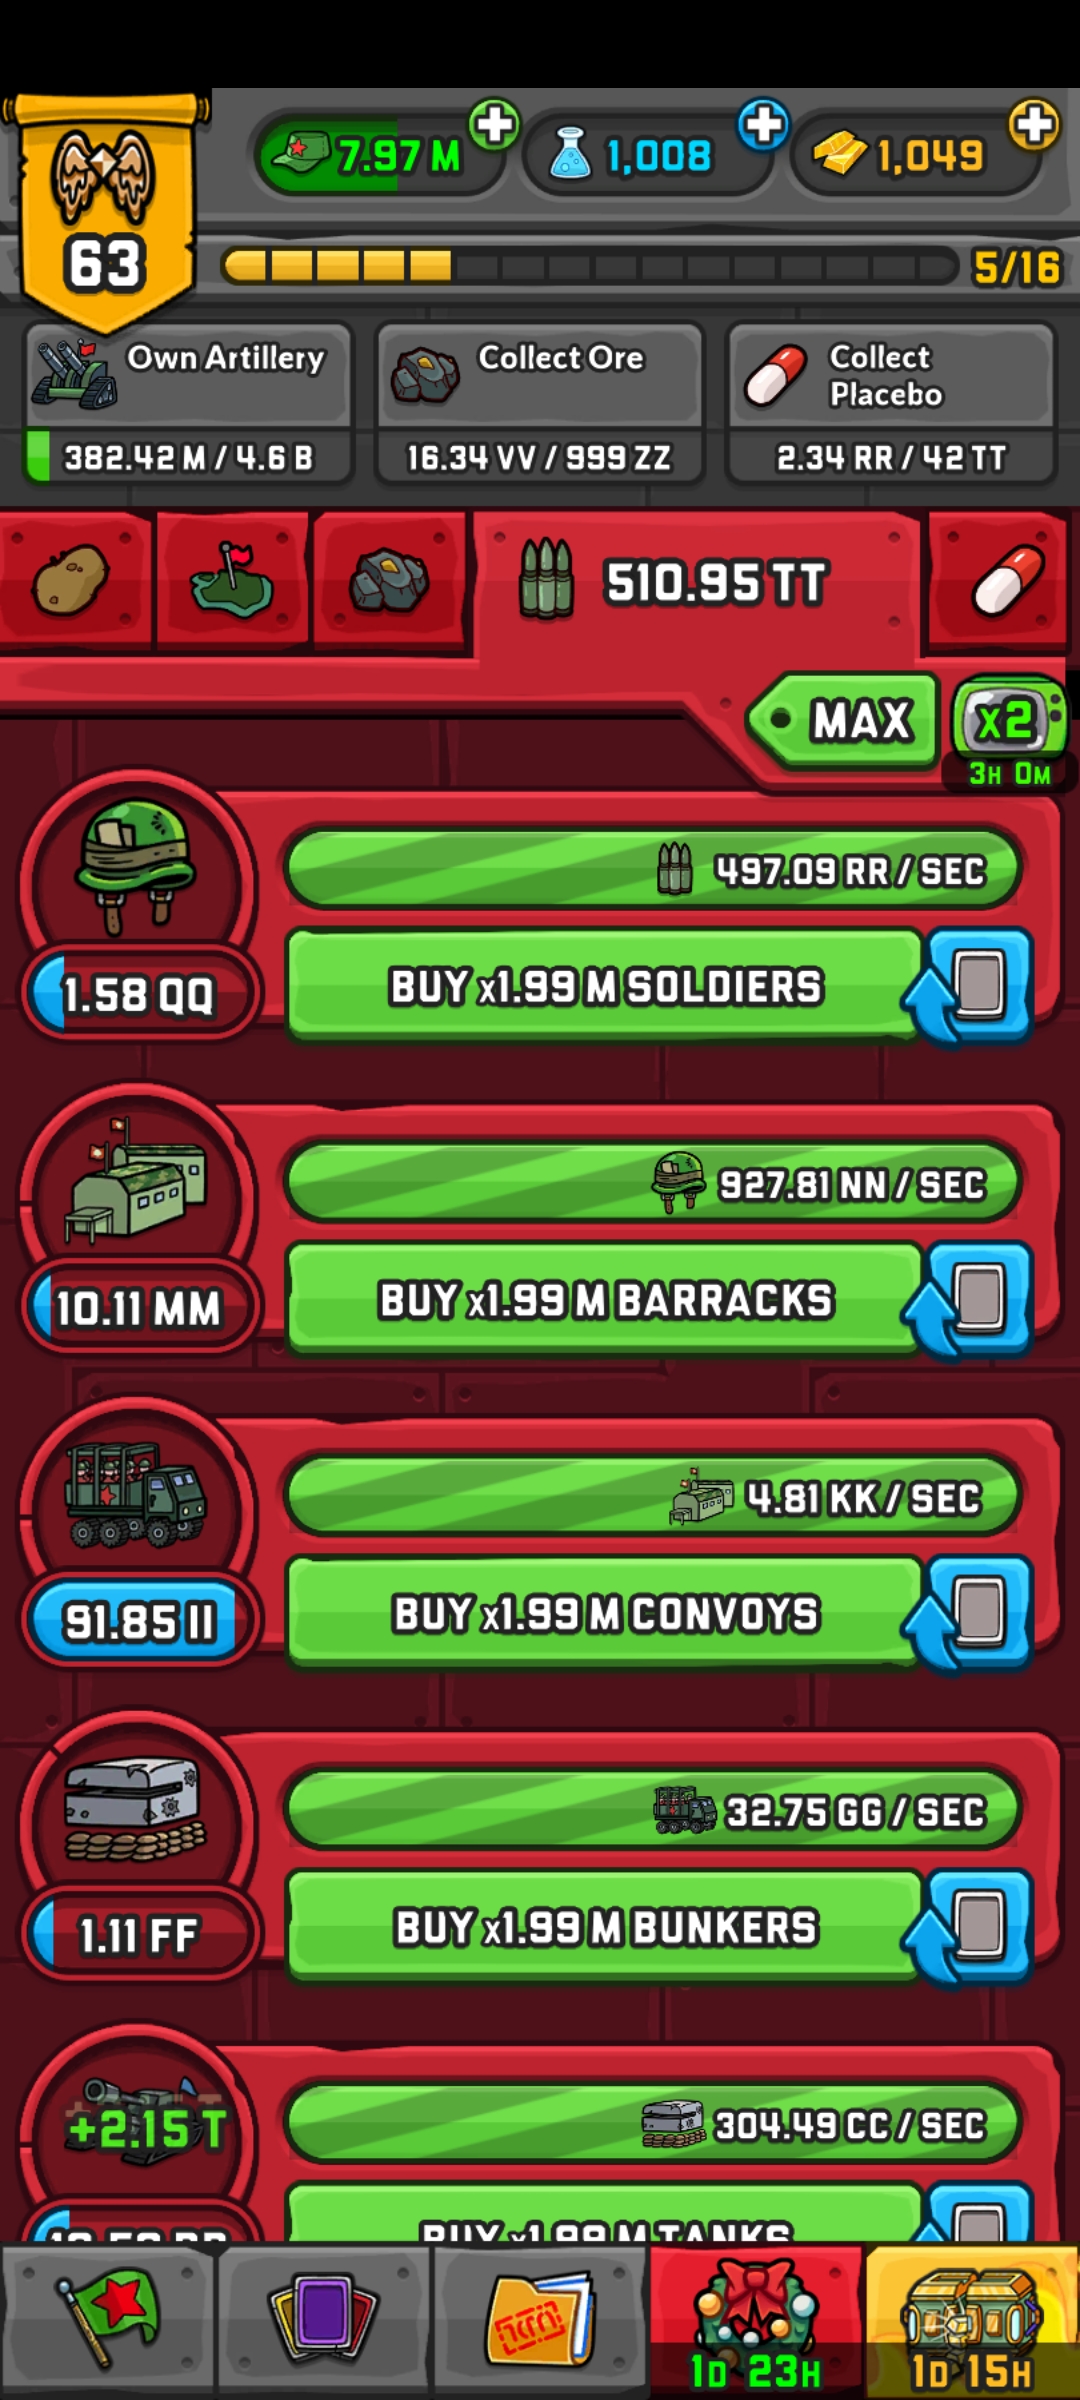 7.97 M
1,008
1,049
63
5/16
Own Artillery
382.42 M / 4.6 B
Collect Ore
16.34 VV / 999 ZZ
Collect
Placebo
2.34 RR / 42 TT
510.95 TT
MAX
x2
3H 0M
497.09 RR / SEC
1.58 QQ
BUY x1.99 M SOLDIERS
927.81 NN / SEC
10.11 MM
BUY x1.99 M BARRACKS
4.81 KK / SEC
91.85 II
BUY x1.99 M CONVOYS
32.75 GG / SEC
1.11 FF
BUY x1.99 M BUNKERS
+2.15 T
304.49 CC / SEC
BUY x1.99 M TANKS
1D 23H
1D 15H